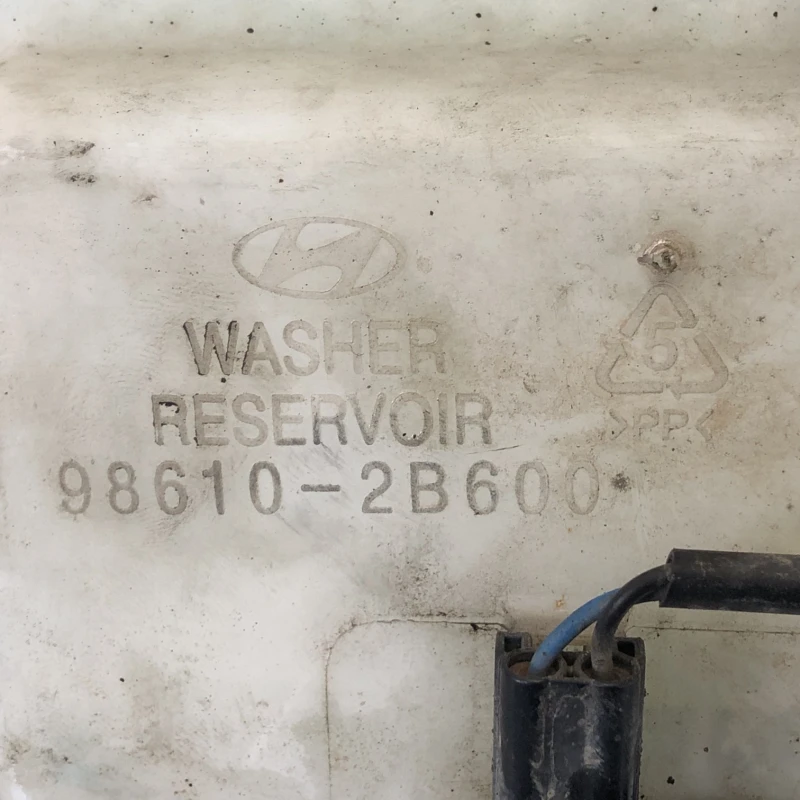 WASHER
RESERVOIR
98610-2B600
5
>PP<